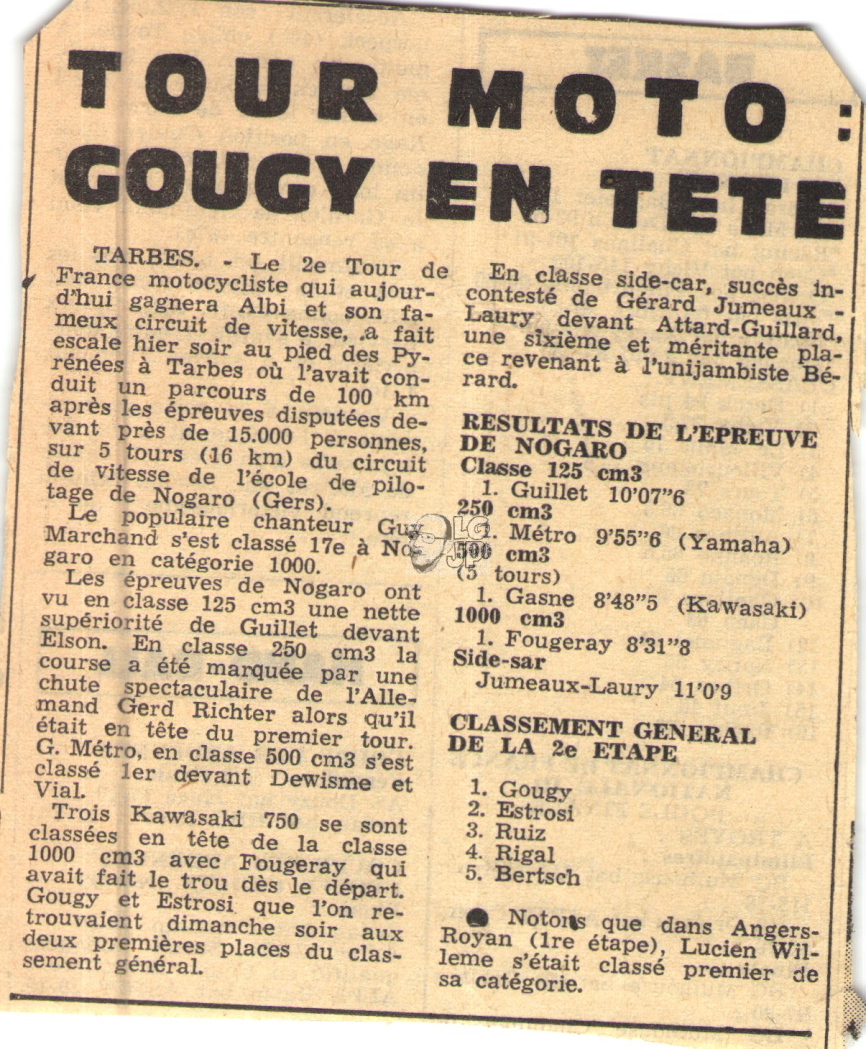 TOUR MOTO :
GOUGY EN TETE
TARBES. - Le 2e Tour de
France motocycliste qui aujour-
d'hui gagnera Albi et son fa-
meux circuit de vitesse, a fait
escale hier soir au pied des Py-
rénées à Tarbes où l'avait con-
duit un parcours de 100 km
après les épreuves disputées de-
vant près de 15.000 personnes,
sur 5 tours (16 km) du circuit
de vitesse de l'école de pilo-
tage de Nogaro (Gers).
Le populaire chanteur Guy
Marchand s'est classé 17e à No-
garo en catégorie 1000.
Les épreuves de Nogaro ont
vu en classe 125 cm3 une nette
supériorité de Guillet devant
Elson. En classe 250 cm3 la
course a été marquée par une
chute spectaculaire de l'Alle-
mand Gerd Richter alors qu'il
était en tête du premier tour.
G. Métro, en classe 500 cm3 s'est
classé 1er devant Dewisme et
Vial.
Trois Kawasaki 750 se sont
classées en tête de la classe
1000 cm3 avec Fougeray qui
avait fait le trou dès le départ.
Gougy et Estrosi que l'on re-
trouvaient dimanche soir aux
deux premières places du clas-
sement général.
En classe side-car, succès in-
contesté de Gérard Jumeaux -
Laury devant Attard-Guillard,
une sixième et méritante pla-
ce revenant à l'unijambiste Bé-
rard.
RESULTATS DE L'EPREUVE
DE NOGARO
Classe 125 cm3
1. Guillet 10'07"6
250 cm3
1. Métro 9'55"6 (Yamaha)
500 cm3
(5 tours)
1. Gasne 8'48"5 (Kawasaki)
1000 cm3
1. Fougeray 8'31"8
Side-sar
Jumeaux-Laury 11'0'9
CLASSEMENT GENERAL
DE LA 2e ETAPE
1. Gougy
2. Estrosi
3. Ruiz
4. Rigal
5. Bertsch
● Notons que dans Angers-
Royan (1re étape), Lucien Wil-
leme s'était classé premier de
sa catégorie.
LG
JP